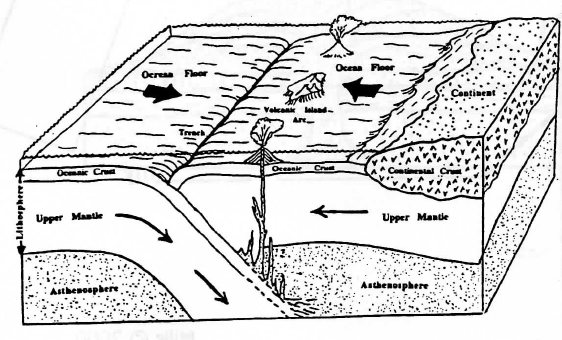 Ocrean Floor
Ocean Floor
Continent
Volcanic Island
Arc
Trench
Oceanic Crust
Oceanic Crust
Continental Crust
Lithosphere
Upper Mantle
Upper Mantle
Asthenosphere
Asthenosphere